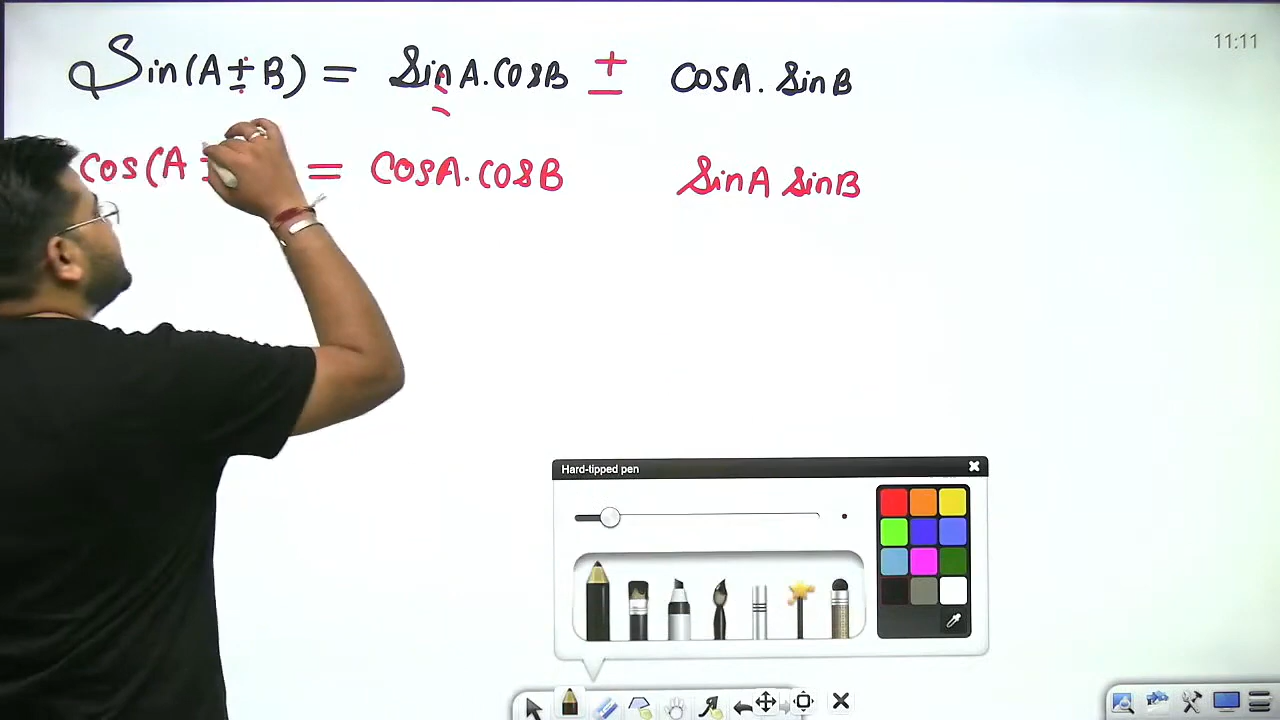 11:11
Sin(A ± B) = SinA.CosB ± CosA.SinB
Cos(A = CosA.CosB SinA SinB
Hard-tipped pen